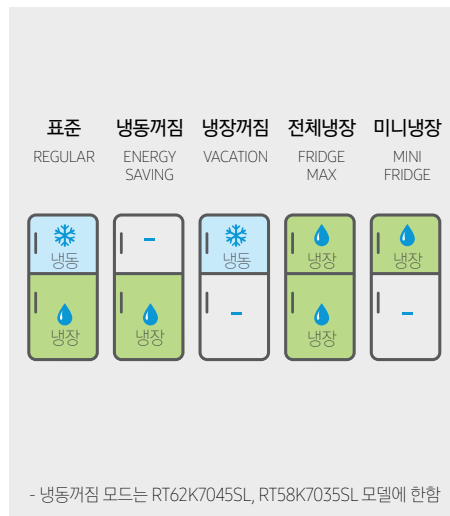 표준 냉동꺼짐 냉장꺼짐 전체냉장 미니냉장
REGULAR ENERGY SAVING VACATION FRIDGE MAX MINI FRIDGE
냉동 - 냉동 냉장 냉장
냉장 냉장 - 냉장 -
- 냉동꺼짐 모드는 RT62K7045SL, RT58K7035SL 모델에 한함